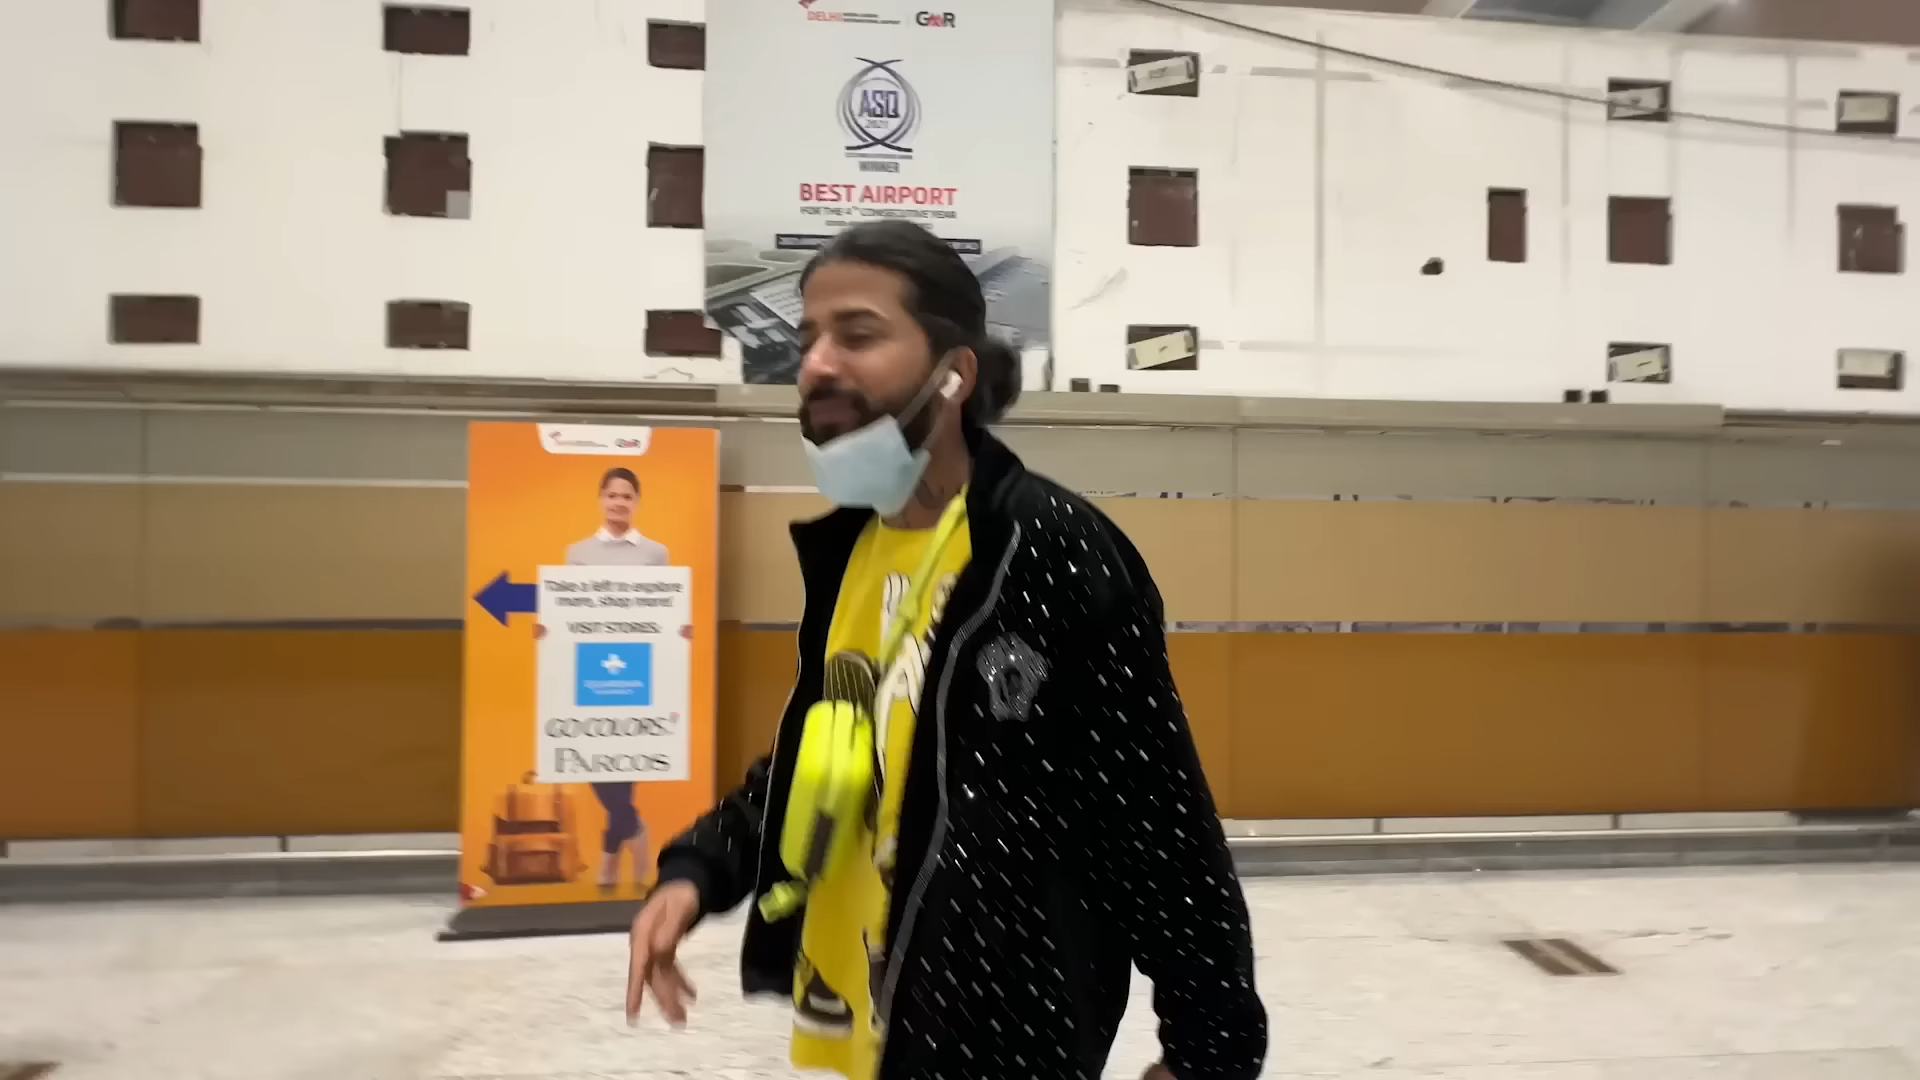 DELHI
GMR
ASQ
2021
WINNER
BEST AIRPORT
FOR THE 4TH CONSECUTIVE YEAR
GMR
Take a left to explore
more, shop more!
VISIT STORES:
GO COLORS!
PARCOS